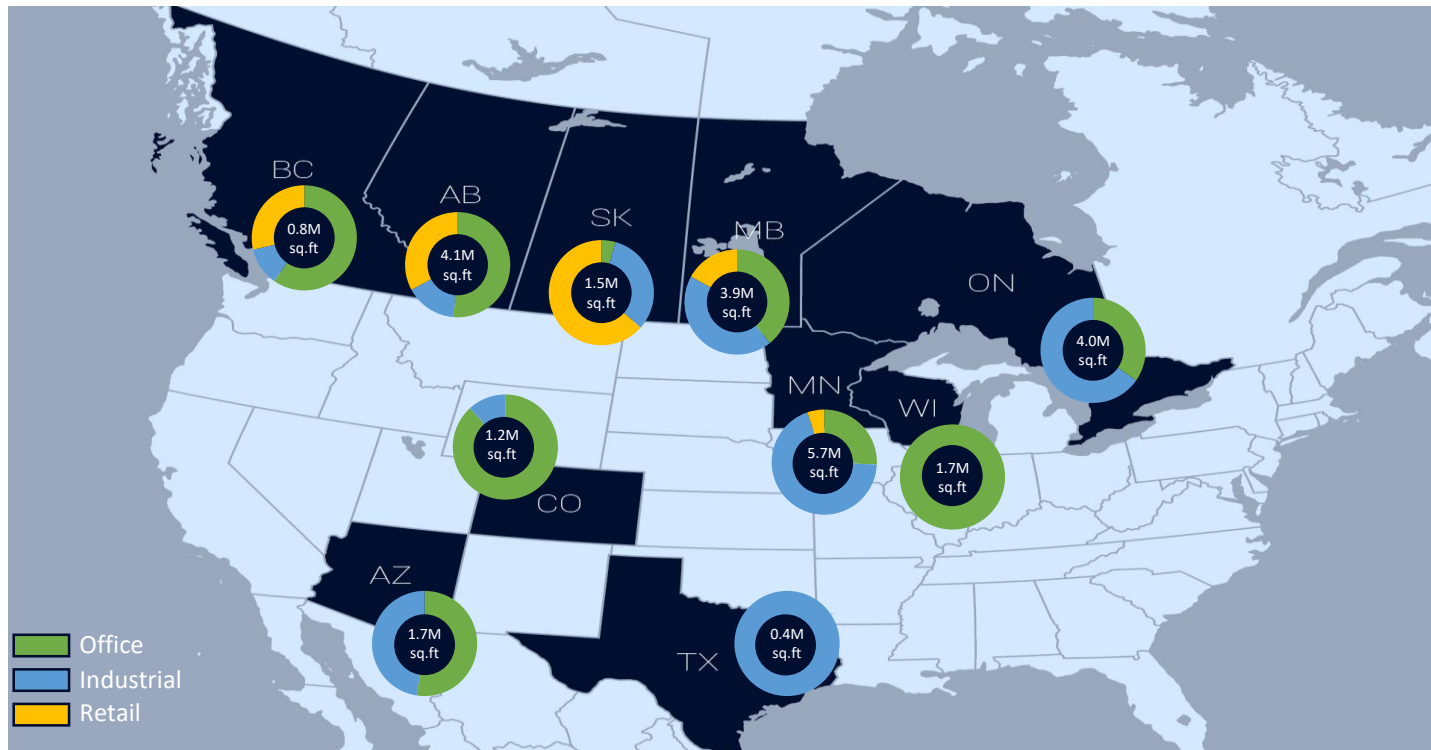 BC
0.8M
sq.ft
AB
4.1M
sq.ft
SK
1.5M
sq.ft
MB
3.9M
sq.ft
ON
4.0M
sq.ft
MN
5.7M
sq.ft
WI
1.7M
sq.ft
1.2M
sq.ft
CO
AZ
1.7M
sq.ft
TX
0.4M
sq.ft
Office
Industrial
Retail